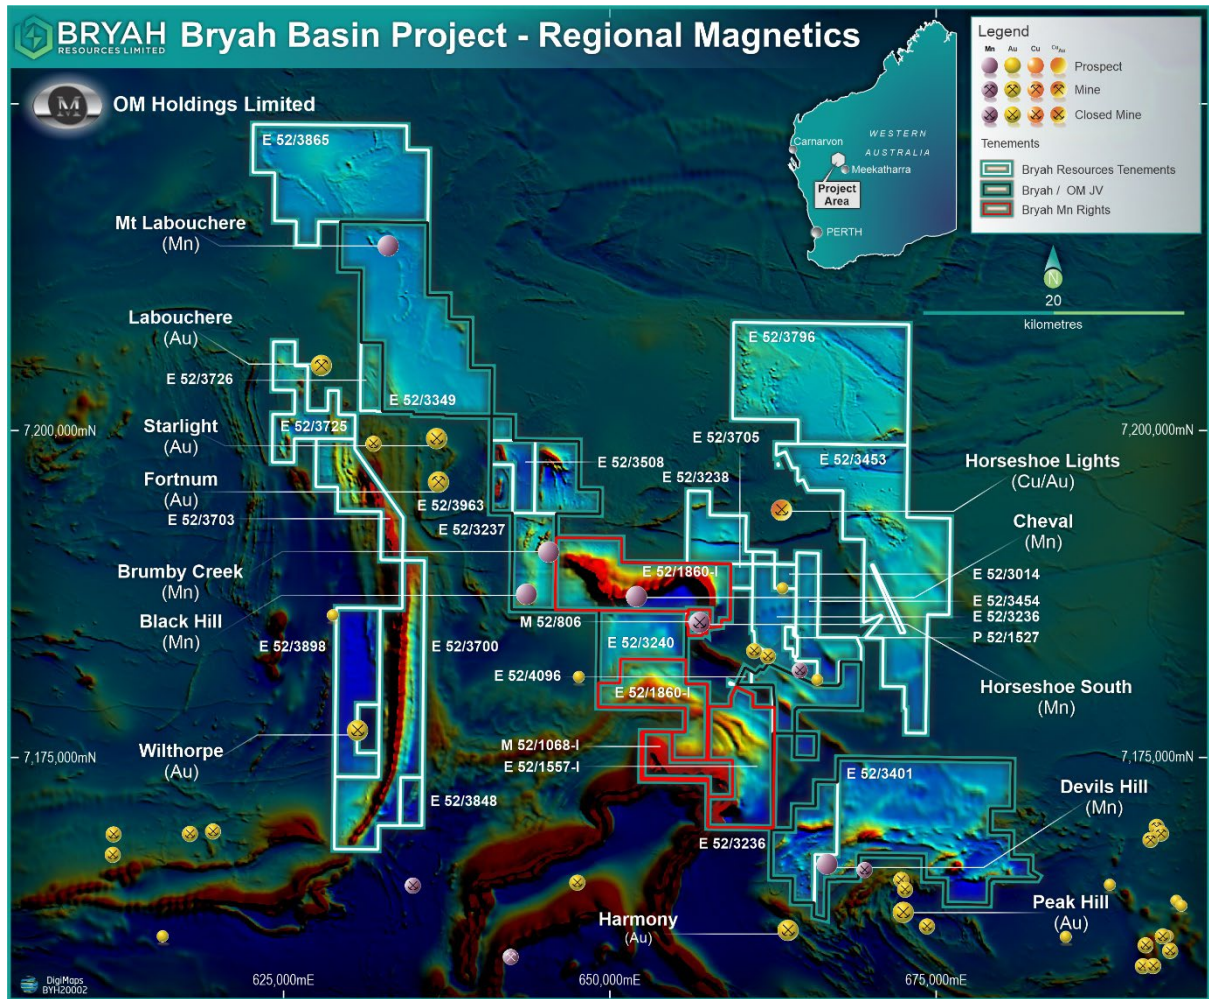 BRYAH
RESOURCES LIMITED
Bryah Basin Project - Regional Magnetics
M
OM Holdings Limited
Legend
Mn Au Cu Cu/Au
Prospect
Mine
Closed Mine
Tenements
Bryah Resources Tenements
Bryah / OM JV
Bryah Mn Rights
WESTERN
AUSTRALIA
Carnarvon
Meekatharra
Project
Area
PERTH
N
20
kilometres
E 52/3865
Mt Labouchere
(Mn)
Labouchere
(Au)
E 52/3726
E 52/3349
E 52/3796
7,200,000mN
Starlight
(Au)
E 52/3725
E 52/3705
7,200,000mN
E 52/3508
E 52/3453
Horseshoe Lights
(Cu/Au)
E 52/3238
Fortnum
(Au)
E 52/3963
E 52/3703
E 52/3237
Cheval
(Mn)
Brumby Creek
(Mn)
E 52/1860-I
E 52/3014
E 52/3454
E 52/3236
P 52/1527
Black Hill
(Mn)
M 52/806
E 52/3898
E 52/3700
E 52/3240
E 52/4096
E 52/1860-I
Horseshoe South
(Mn)
Wilthorpe
(Au)
M 52/1068-I
E 52/1557-I
7,175,000mN
7,175,000mN
E 52/3401
Devils Hill
(Mn)
E 52/3848
E 52/3236
Harmony
(Au)
Peak Hill
(Au)
DigiMaps
BYH20002
625,000mE
650,000mE
675,000mE